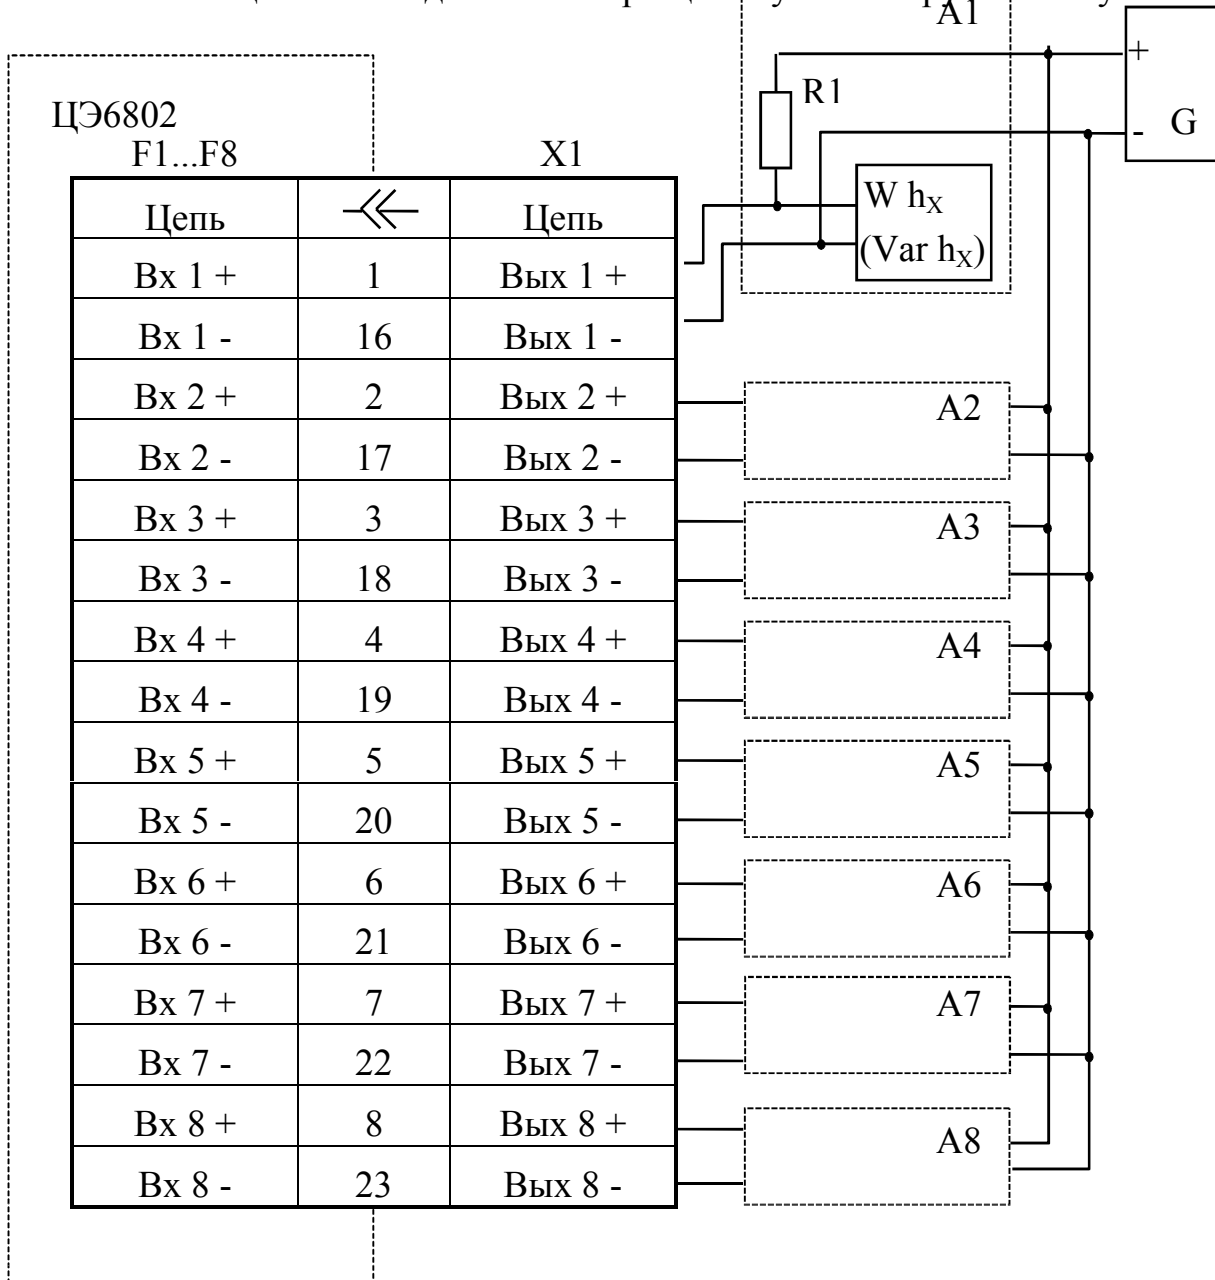 A1
+
R1
ЦЭ6802
G
-
F1...F8 X1
Цепь Цепь
W hX
(Var hX)
Вх 1 + 1 Вых 1 +
Вх 1 - 16 Вых 1 -
Вх 2 + 2 Вых 2 + A2
Вх 2 - 17 Вых 2 -
Вх 3 + 3 Вых 3 + A3
Вх 3 - 18 Вых 3 -
Вх 4 + 4 Вых 4 + A4
Вх 4 - 19 Вых 4 -
Вх 5 + 5 Вых 5 + A5
Вх 5 - 20 Вых 5 -
Вх 6 + 6 Вых 6 + A6
Вх 6 - 21 Вых 6 -
Вх 7 + 7 Вых 7 + A7
Вх 7 - 22 Вых 7 -
Вх 8 + 8 Вых 8 + A8
Вх 8 - 23 Вых 8 -